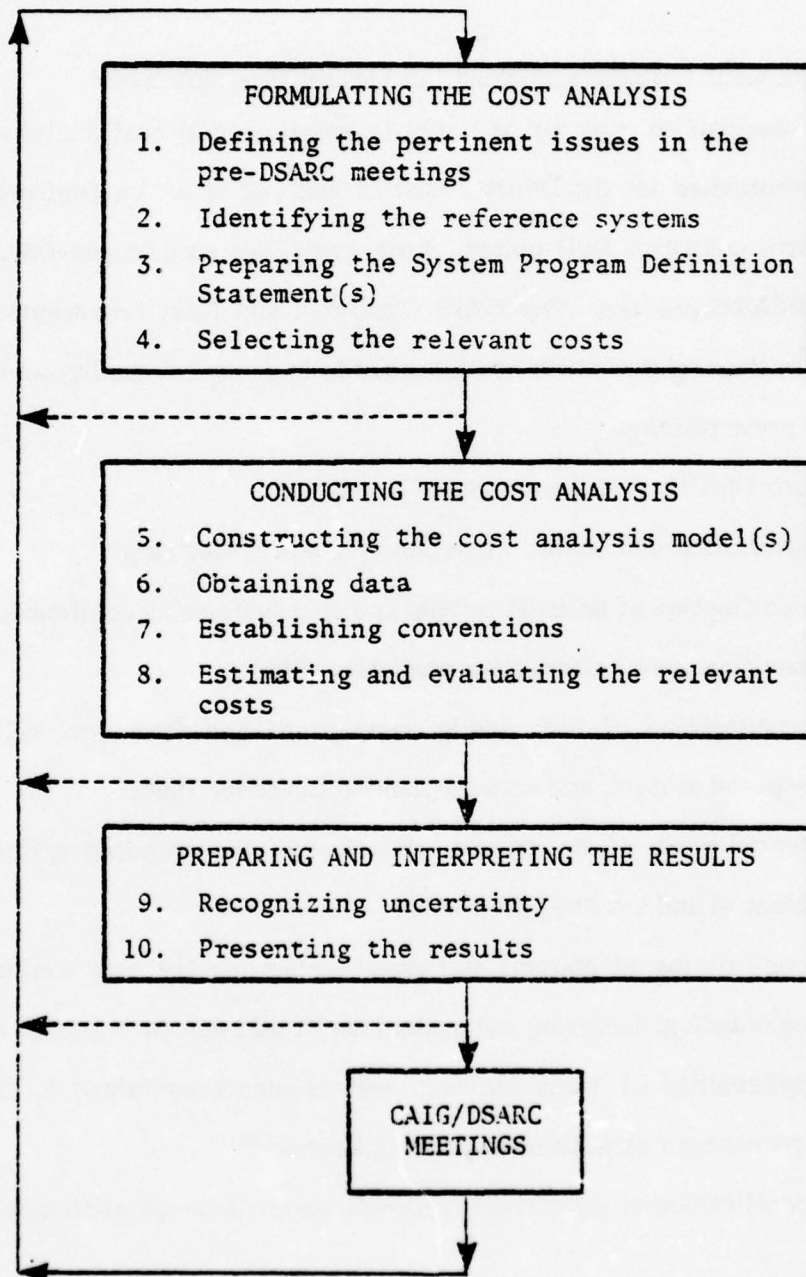 FORMULATING THE COST ANALYSIS
1. Defining the pertinent issues in the
pre-DSARC meetings
2. Identifying the reference systems
3. Preparing the System Program Definition
Statement(s)
4. Selecting the relevant costs
CONDUCTING THE COST ANALYSIS
5. Constructing the cost analysis model(s)
6. Obtaining data
7. Establishing conventions
8. Estimating and evaluating the relevant
costs
PREPARING AND INTERPRETING THE RESULTS
9. Recognizing uncertainty
10. Presenting the results
CAIG/DSARC
MEETINGS